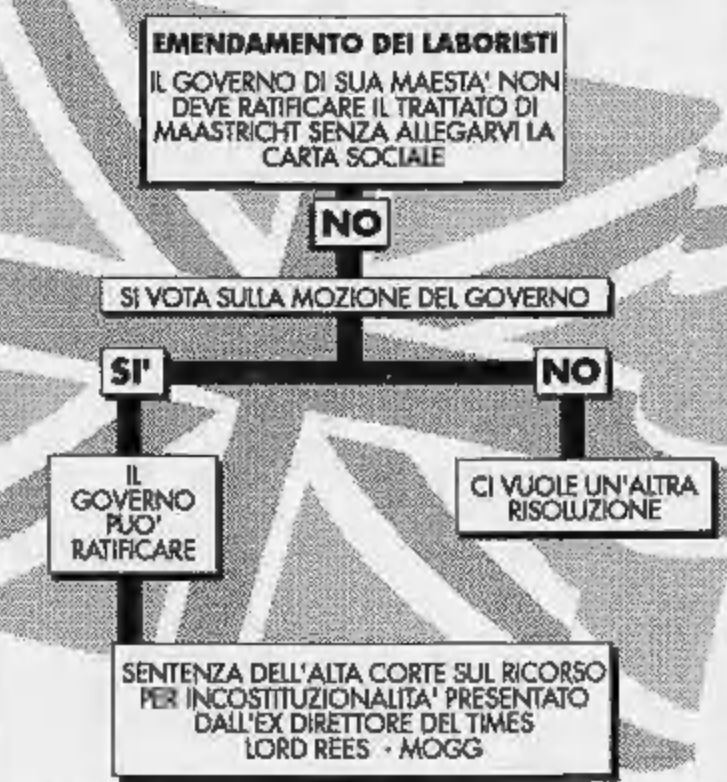 EMENDAMENTO DEI LABORISTI
IL GOVERNO DI SUA MAESTA' NON
DEVE RATIFICARE IL TRATTATO DI
MAASTRICHT SENZA ALLEGARVI LA
CARTA SOCIALE
NO
SI VOTA SULLA MOZIONE DEL GOVERNO
SI'
NO
IL
GOVERNO
PUO'
RATIFICARE
CI VUOLE UN'ALTRA
RISOLUZIONE
SENTENZA DELL'ALTA CORTE SUL RICORSO
PER INCOSTITUZIONALITA' PRESENTATO
DALL'EX DIRETTORE DEL TIMES
LORD REES - MOGG